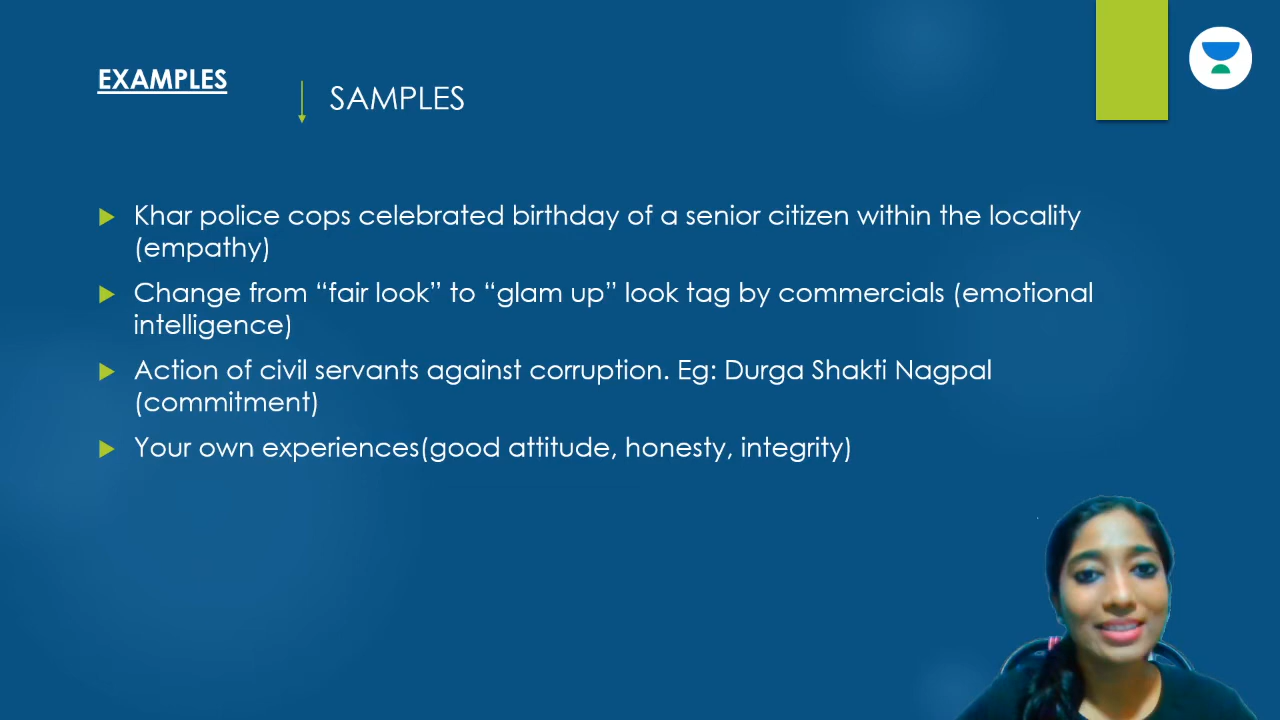 EXAMPLES
SAMPLES
Khar police cops celebrated birthday of a senior citizen within the locality
(empathy)
Change from “fair look” to “glam up” look tag by commercials (emotional
intelligence)
Action of civil servants against corruption. Eg: Durga Shakti Nagpal
(commitment)
Your own experiences(good attitude, honesty, integrity)